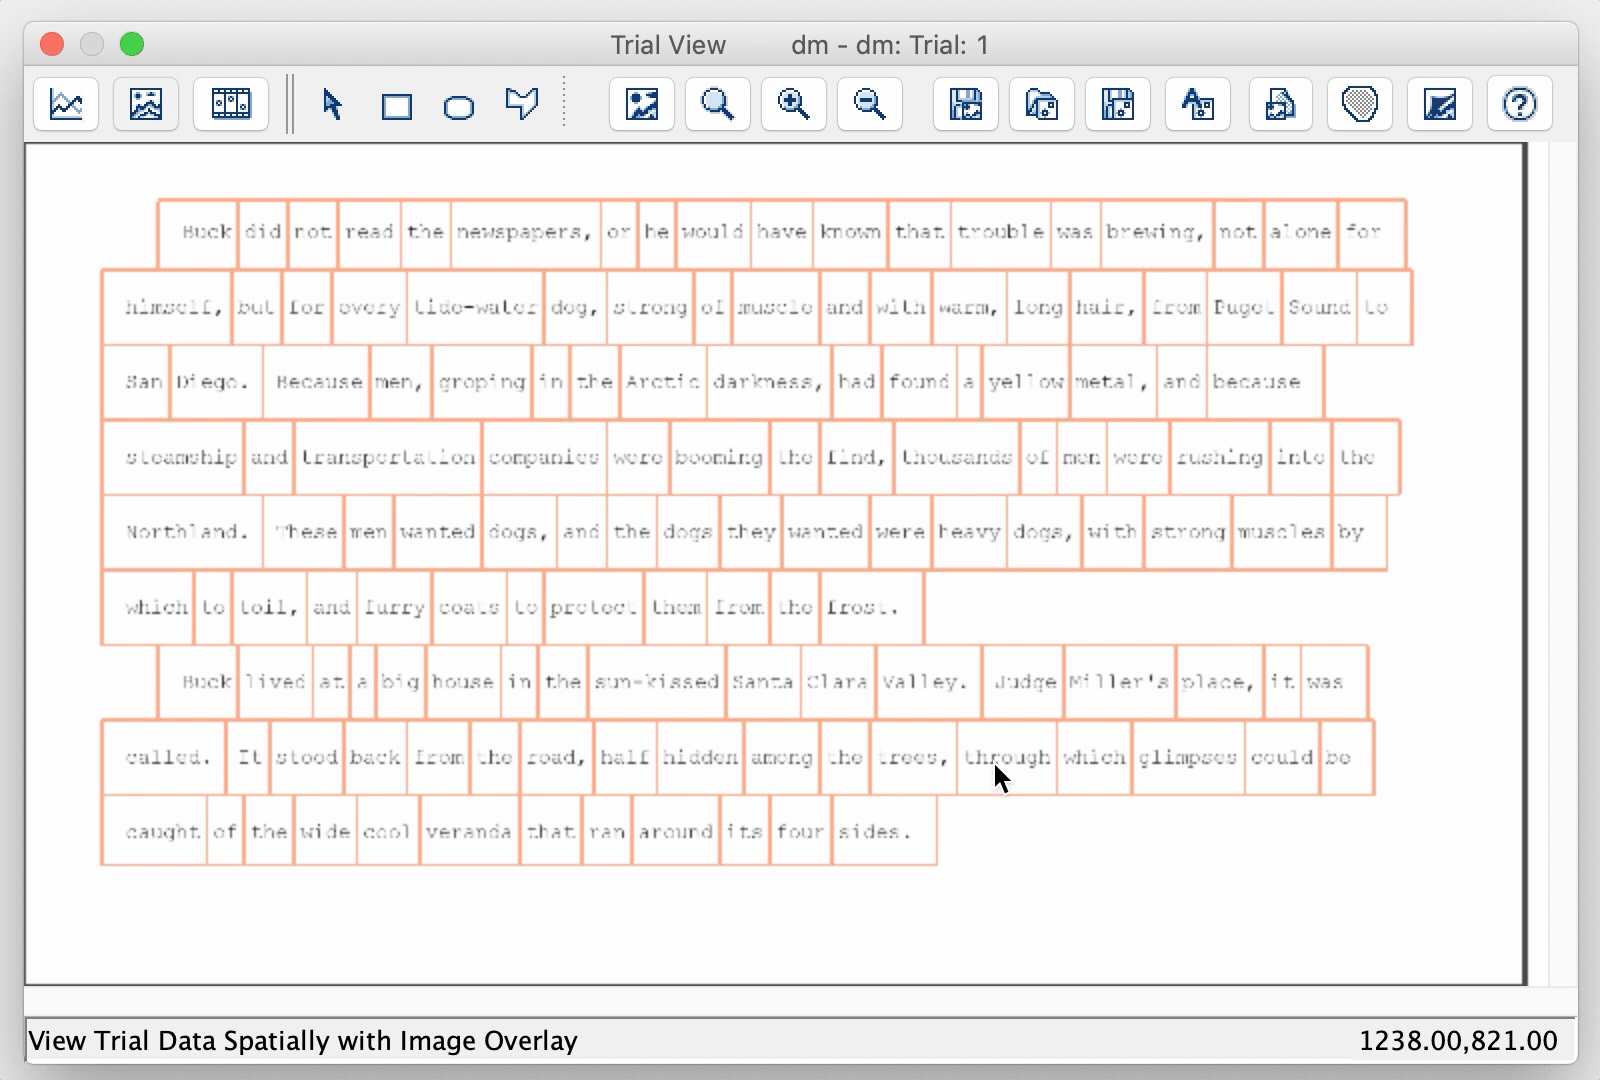 Trial View dm - dm: Trial: 1
Buck did not read the newspapers, or he would have known that trouble was brewing, not alone for
himself, but for every tide-water dog, strong of muscle and with warm, long hair, from Puget Sound to
San Diego. Because men, groping in the Arctic darkness, had found a yellow metal, and because
steamship and transportation companies were booming the find, thousands of men were rushing into the
Northland. These men wanted dogs, and the dogs they wanted were heavy dogs, with strong muscles by
which to toil, and furry coats to protect them from the frost.
Buck lived at a big house in the sun-kissed Santa Clara Valley. Judge Miller's place, it was
called. It stood back from the road, half hidden among the trees, through which glimpses could be
caught of the wide cool veranda that ran around its four sides.
View Trial Data Spatially with Image Overlay 1238.00,821.00